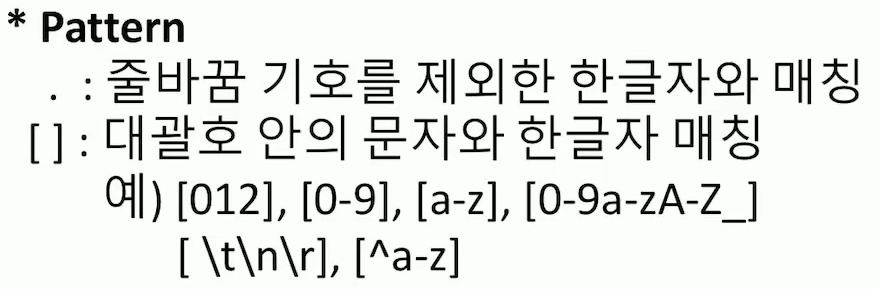 * Pattern
. : 줄바꿈 기호를 제외한 한글자와 매칭
[ ] : 대괄호 안의 문자와 한글자 매칭
예) [012], [0-9], [a-z], [0-9a-zA-Z_]
[ \t\n\r], [^a-z]